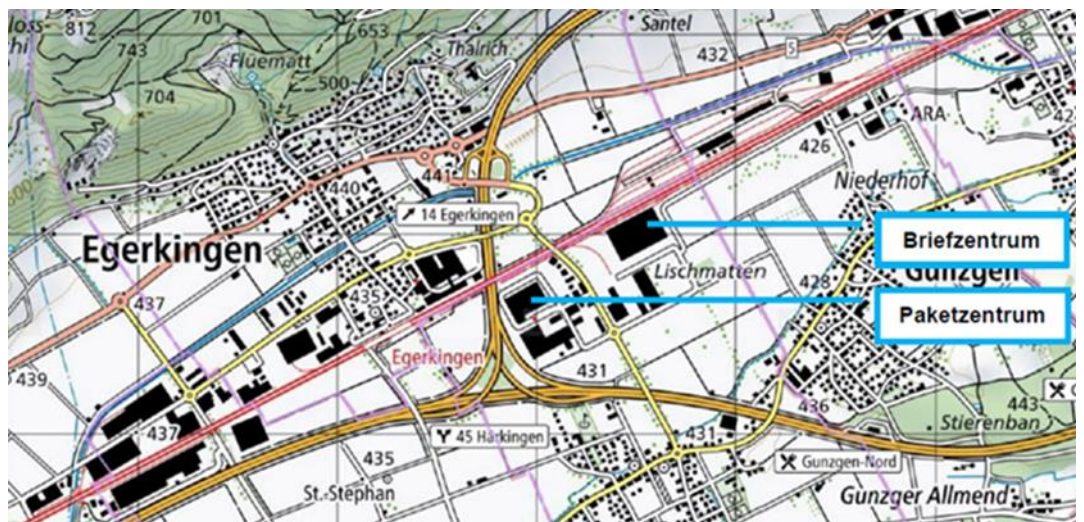 701
653
Santel
812
743
Thalrich
432
5
Flüematt
500
704
ARA
426
440
441
Niederhof
14 Egerkingen
Briefzentrum
Egerkingen
Lischmatten
Gunzgen
428
435
437
Paketzentrum
Egerkingen
439
431
443
436
Stierenban
437
45 Härkingen
431
435
Gunzgen-Nord
St. Stephan
Gunzger Allmend